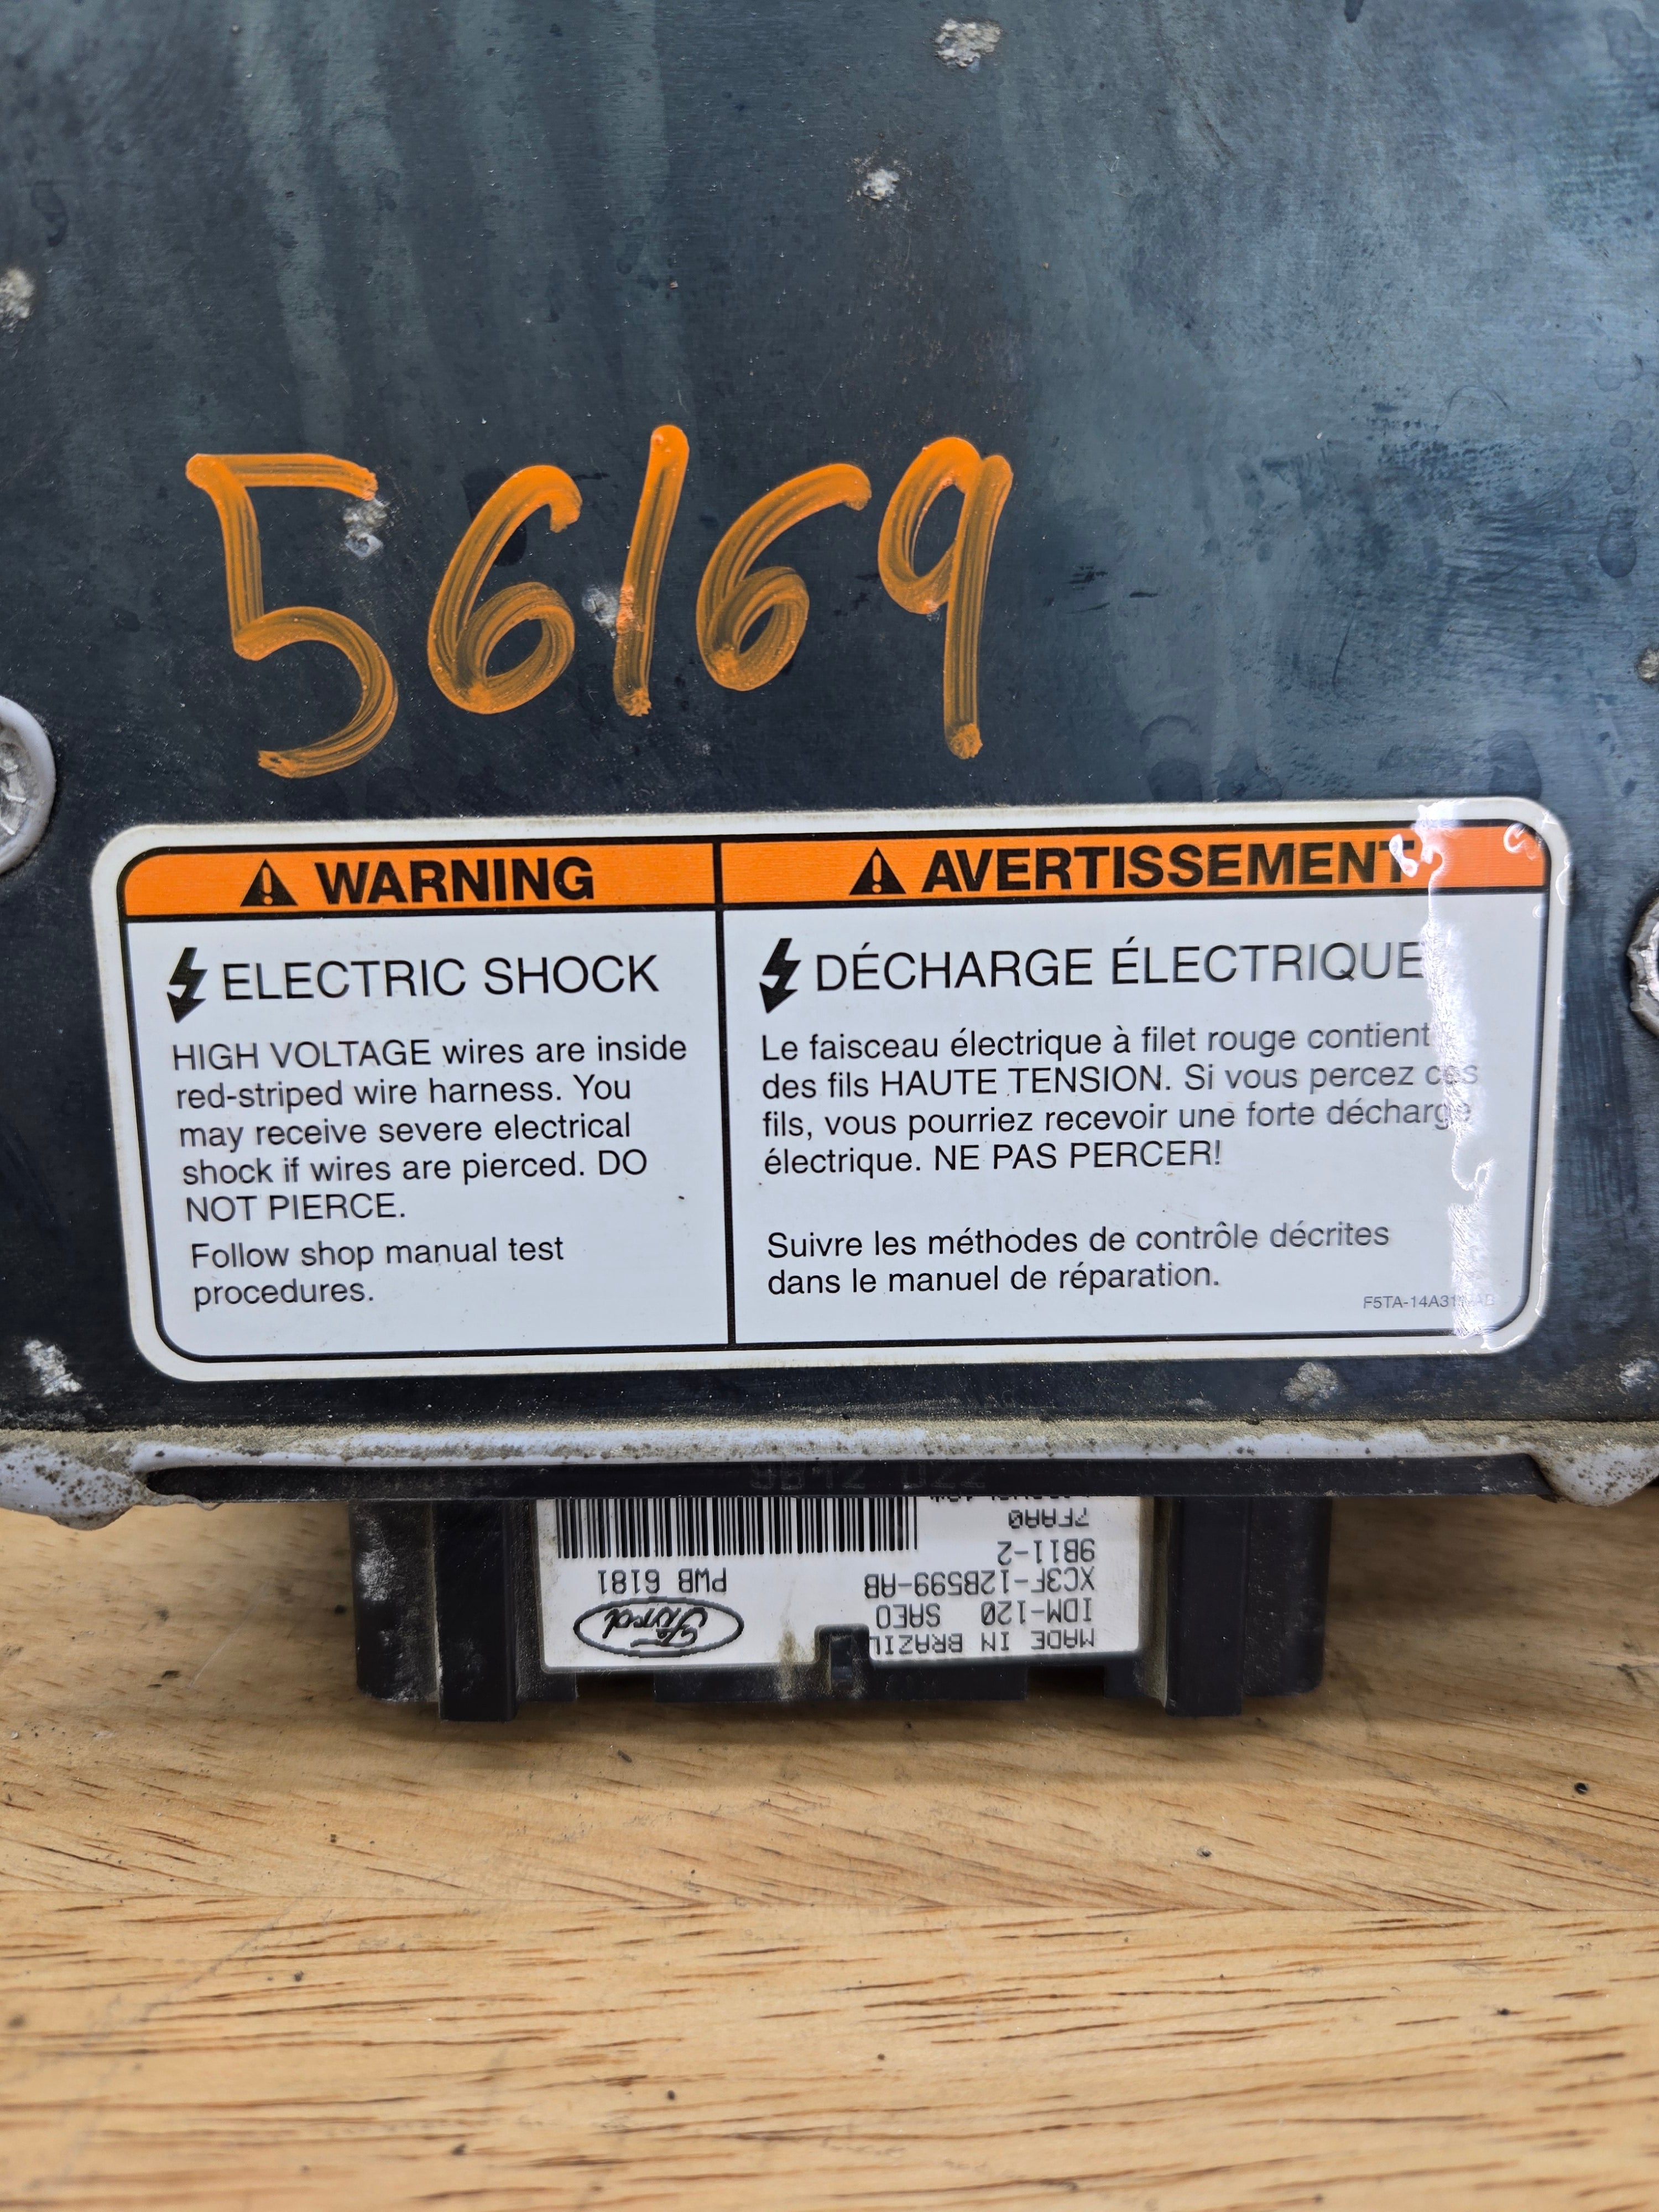 56169
WARNING
ELECTRIC SHOCK
HIGH VOLTAGE wires are inside
red-striped wire harness. You
may receive severe electrical
shock if wires are pierced. DO
NOT PIERCE.
Follow shop manual test
procedures.
AVERTISSEMENT
DÉCHARGE ÉLECTRIQUE
Le faisceau électrique à filet rouge contient
des fils HAUTE TENSION. Si vous percez ces
fils, vous pourriez recevoir une forte décharge
électrique. NE PAS PERCER!
Suivre les méthodes de contrôle décrites
dans le manuel de réparation.
MADE IN BRAZIL
IDM-120 SAE0
XC3F-12B599-AB
9B11-2
7FAA0
Ford
PWB 6181